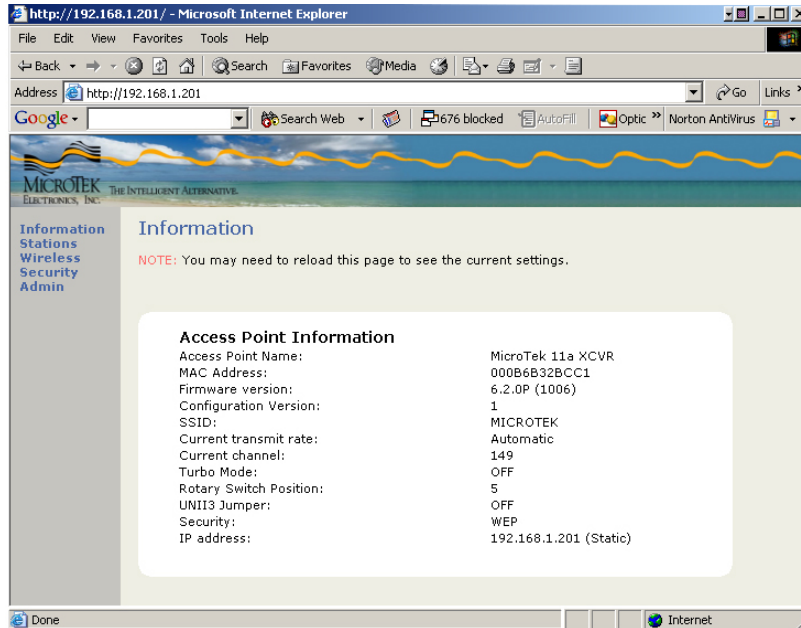 http://192.168.1.201/ - Microsoft Internet Explorer
File Edit View Favorites Tools Help
Back Search Favorites Media
Address http://192.168.1.201 Go Links
Google Search Web 676 blocked AutoFill Optic Norton AntiVirus
MICROTEK
ELECTRONICS, INC.
THE INTELLIGENT ALTERNATIVE.
Information
Stations
Wireless
Security
Admin
Information
NOTE: You may need to reload this page to see the current settings.
Access Point Information
Access Point Name: MicroTek 11a XCVR
MAC Address: 000B6B32BCC1
Firmware version: 6.2.0P (1006)
Configuration Version: 1
SSID: MICROTEK
Current transmit rate: Automatic
Current channel: 149
Turbo Mode: OFF
Rotary Switch Position: 5
UNII3 Jumper: OFF
Security: WEP
IP address: 192.168.1.201 (Static)
Done Internet